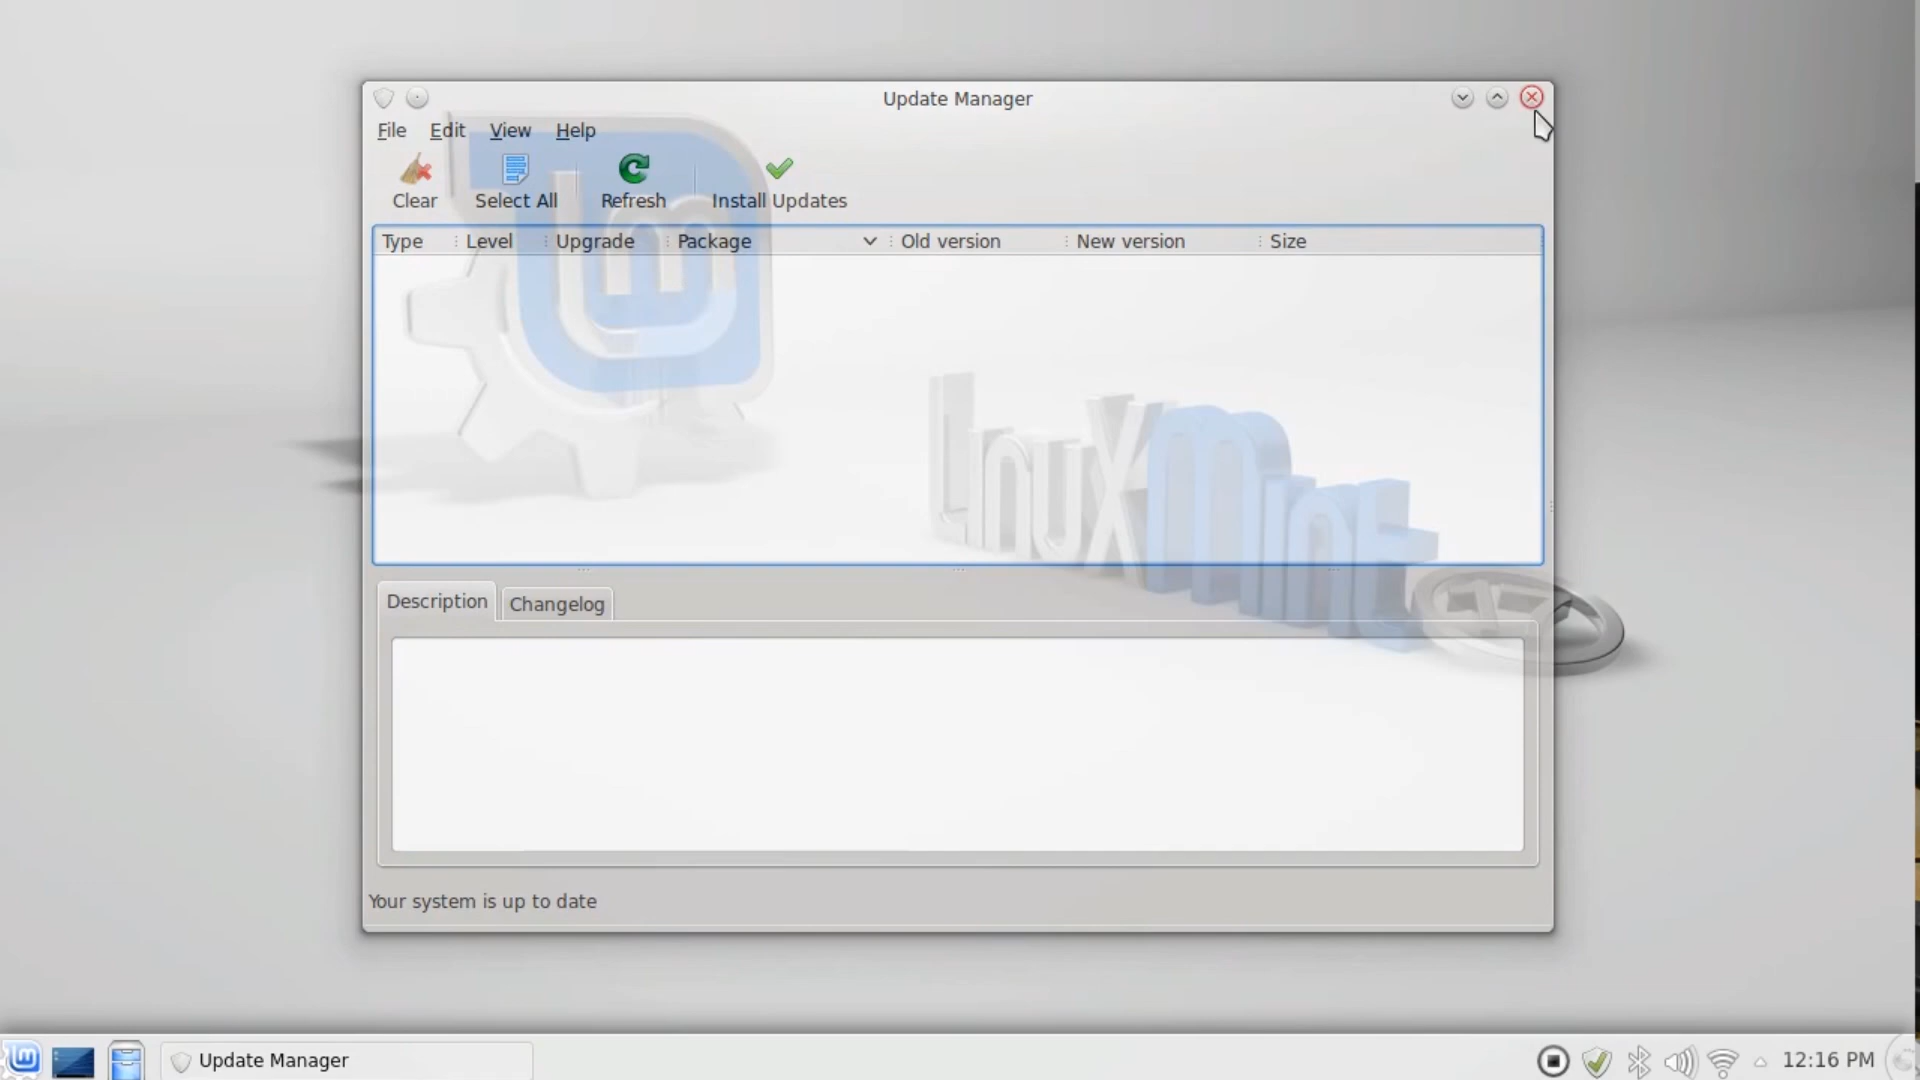 Update Manager
File Edit View Help
Clear Select All Refresh Install Updates
Type Level Upgrade Package Old version New version Size
LinuxMint
17
Description Changelog
Your system is up to date
Update Manager 12:16 PM